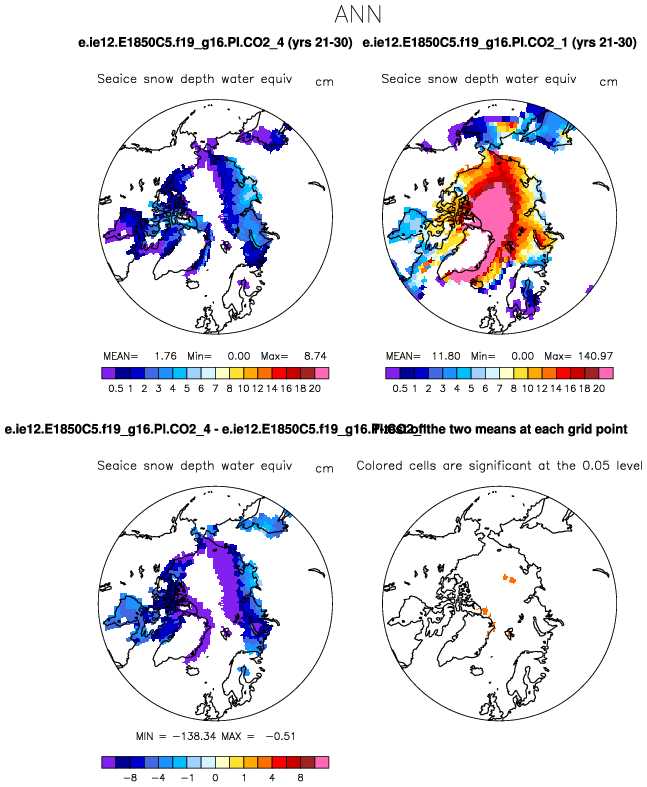 ANN
e.ie12.E1850C5.f19_g16.PI.CO2_4 (yrs 21-30) e.ie12.E1850C5.f19_g16.PI.CO2_1 (yrs 21-30)
Seaice snow depth water equiv cm Seaice snow depth water equiv cm
MEAN= 1.76 Min= 0.00 Max= 8.74 MEAN= 11.80 Min= 0.00 Max= 140.97
0.5 1 2 3 4 5 6 7 8 10 12 14 16 18 20 0.5 1 2 3 4 5 6 7 8 10 12 14 16 18 20
e.ie12.E1850C5.f19_g16.PI.CO2_4 - e.ie12.E1850C5.f19_g16.PI.CO2_1 the two means at each grid point
Seaice snow depth water equiv cm Colored cells are significant at the 0.05 level
MIN = -138.34 MAX = -0.51
-8 -4 -1 0 1 4 8